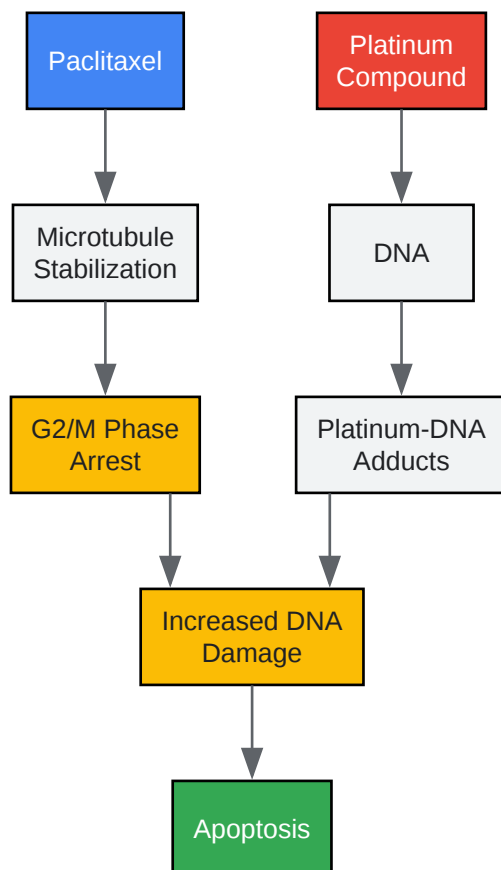 Paclitaxel
Platinum
Compound
Microtubule
Stabilization
DNA
G2/M Phase
Arrest
Platinum-DNA
Adducts
Increased DNA
Damage
Apoptosis